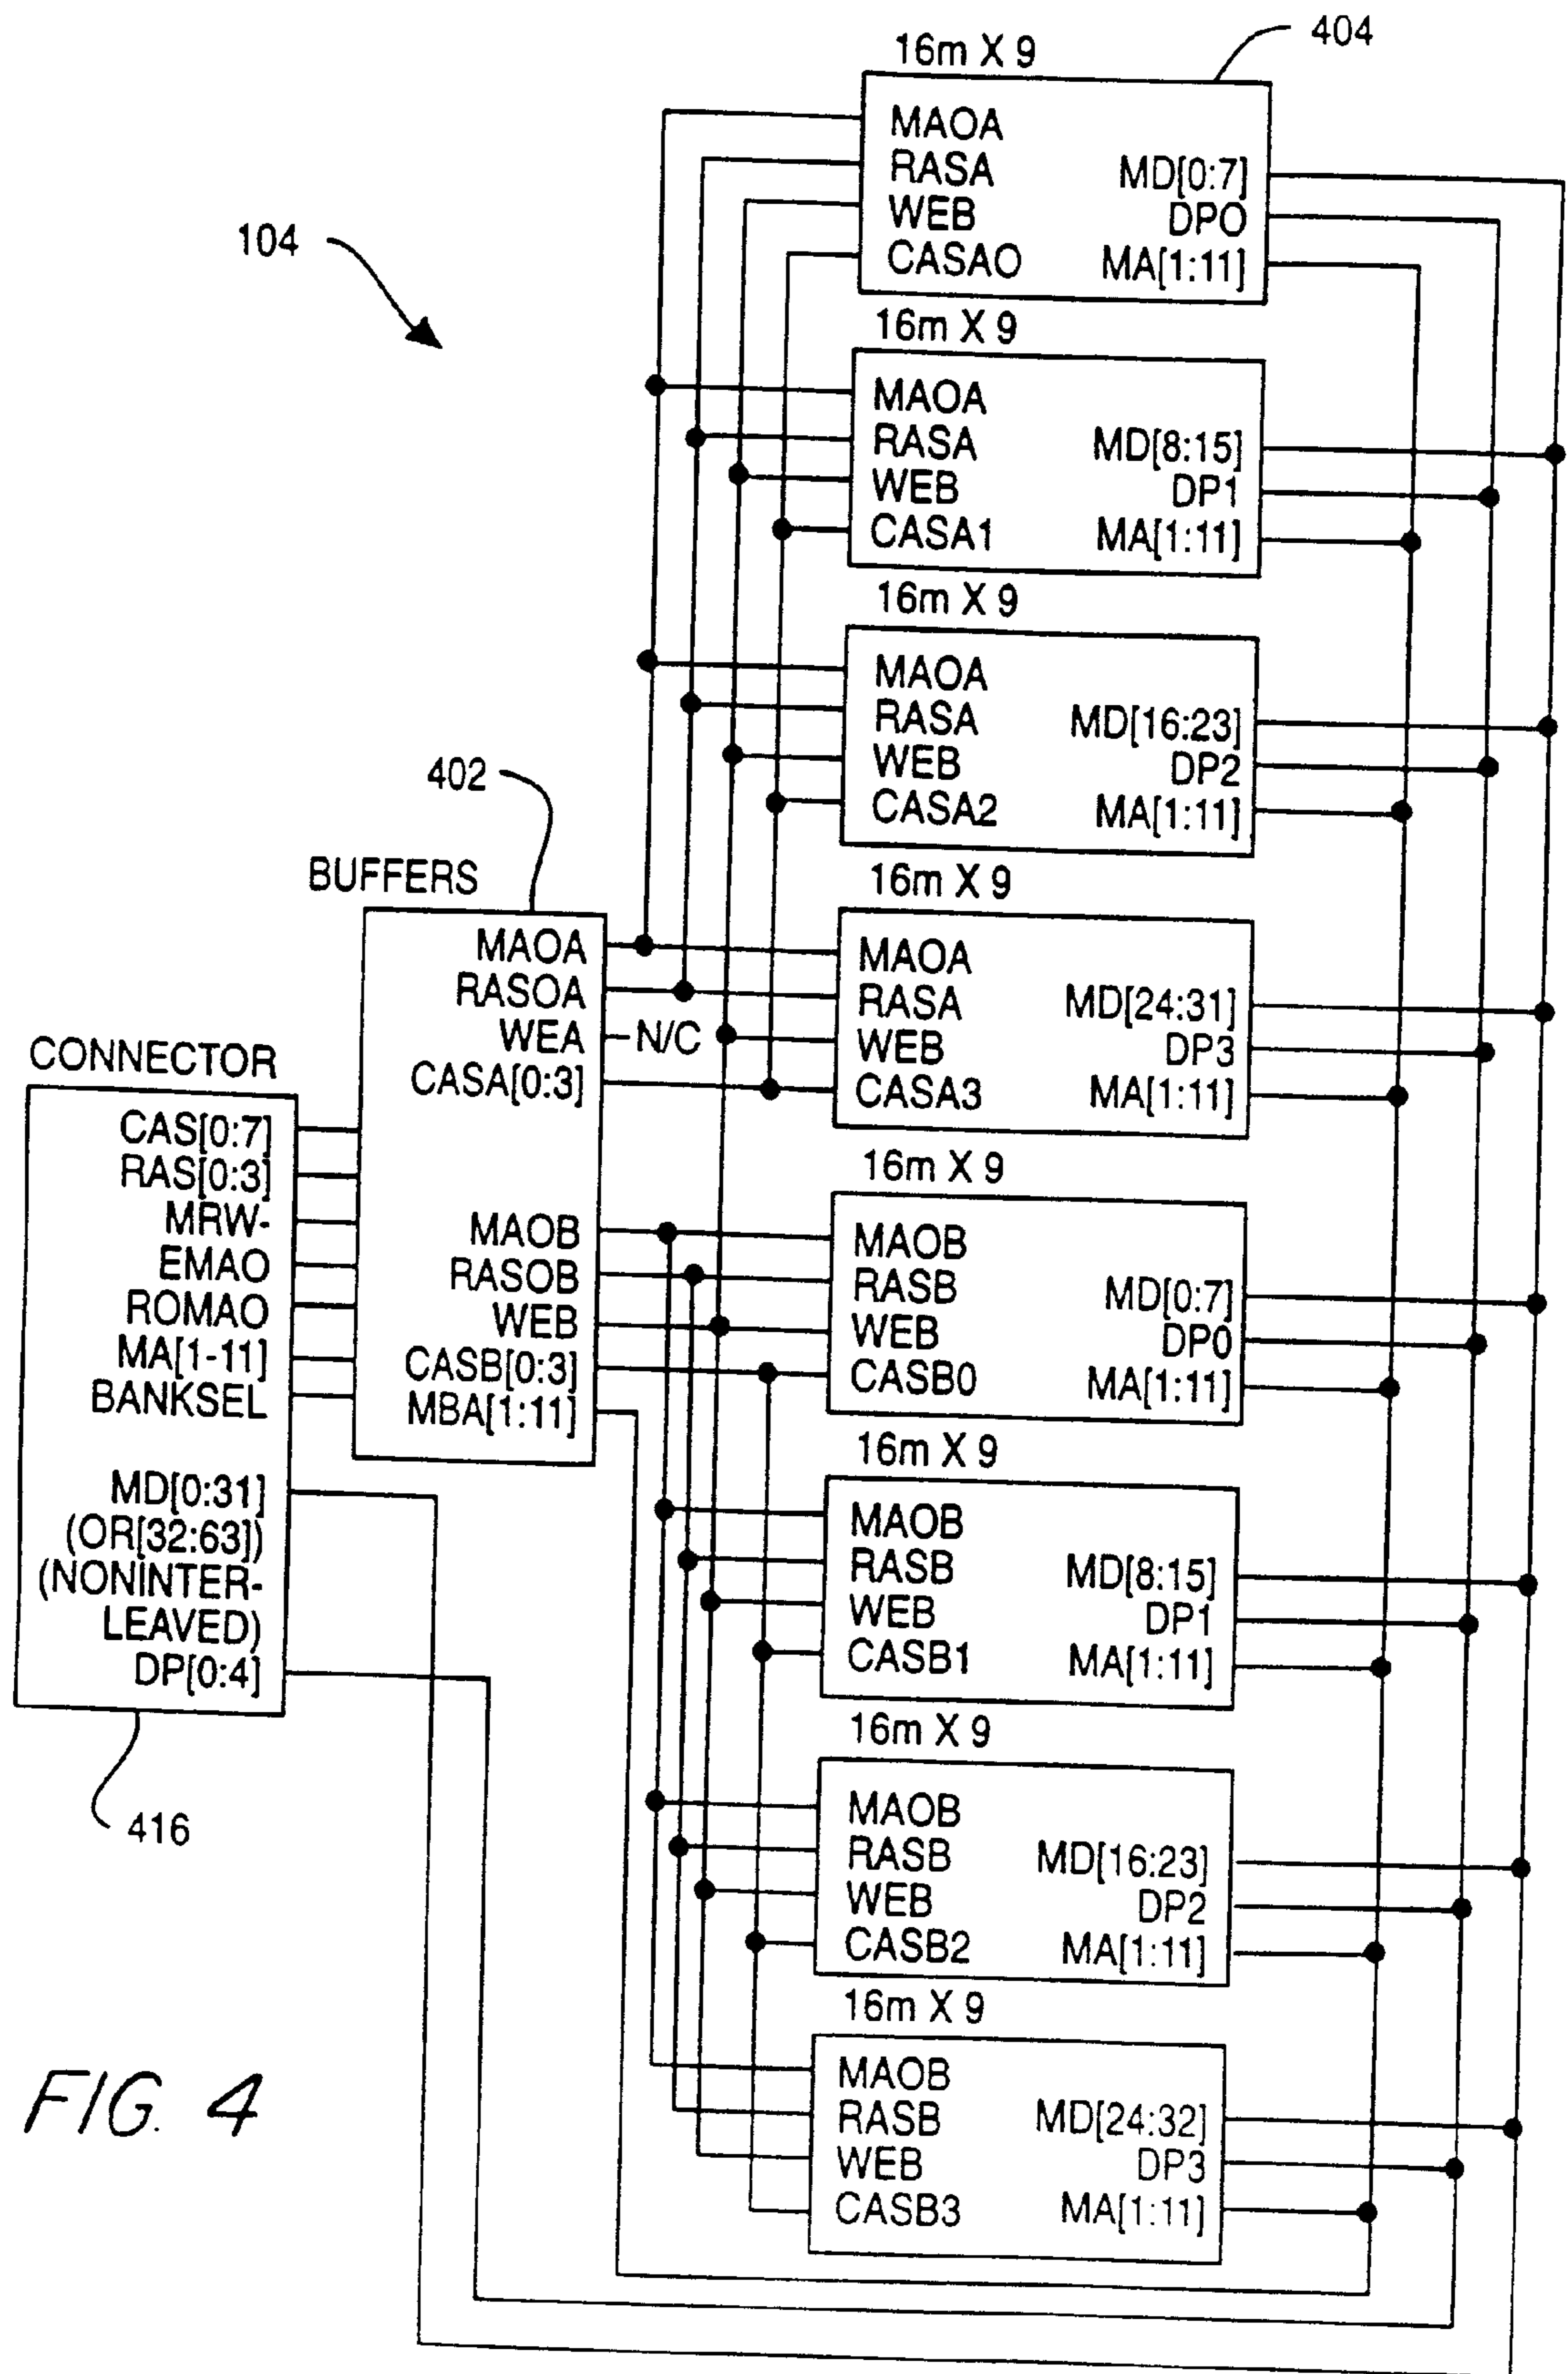 16m X 9
404
MAOA
RASA
WEB
CASAO
MD[0:7]
DPO
MA[1:11]
104
16m X 9
MAOA
RASA
WEB
CASA1
MD[8:15]
DP1
MA[1:11]
16m X 9
MAOA
RASA
WEB
CASA2
MD[16:23]
DP2
MA[1:11]
402
16m X 9
MAOA
RASA
WEB
CASA3
MD[24:31]
DP3
MA[1:11]
BUFFERS
MAOA
RASOA
WEA
N/C
CASA[0:3]
MAOB
RASOB
WEB
CASB[0:3]
MBA[1:11]
CONNECTOR
CAS[0:7]
RAS[0:3]
MRW-
EMAO
ROMAO
MA[1-11]
BANKSEL
MD[0:31]
(OR[32:63])
(NONINTER-
LEAVED)
DP[0:4]
416
16m X 9
MAOB
RASB
WEB
CASB0
MD[0:7]
DP0
MA[1:11]
16m X 9
MAOB
RASB
WEB
CASB1
MD[8:15]
DP1
MA[1:11]
16m X 9
MAOB
RASB
WEB
CASB2
MD[16:23]
DP2
MA[1:11]
16m X 9
MAOB
RASB
WEB
CASB3
MD[24:32]
DP3
MA[1:11]
FIG. 4